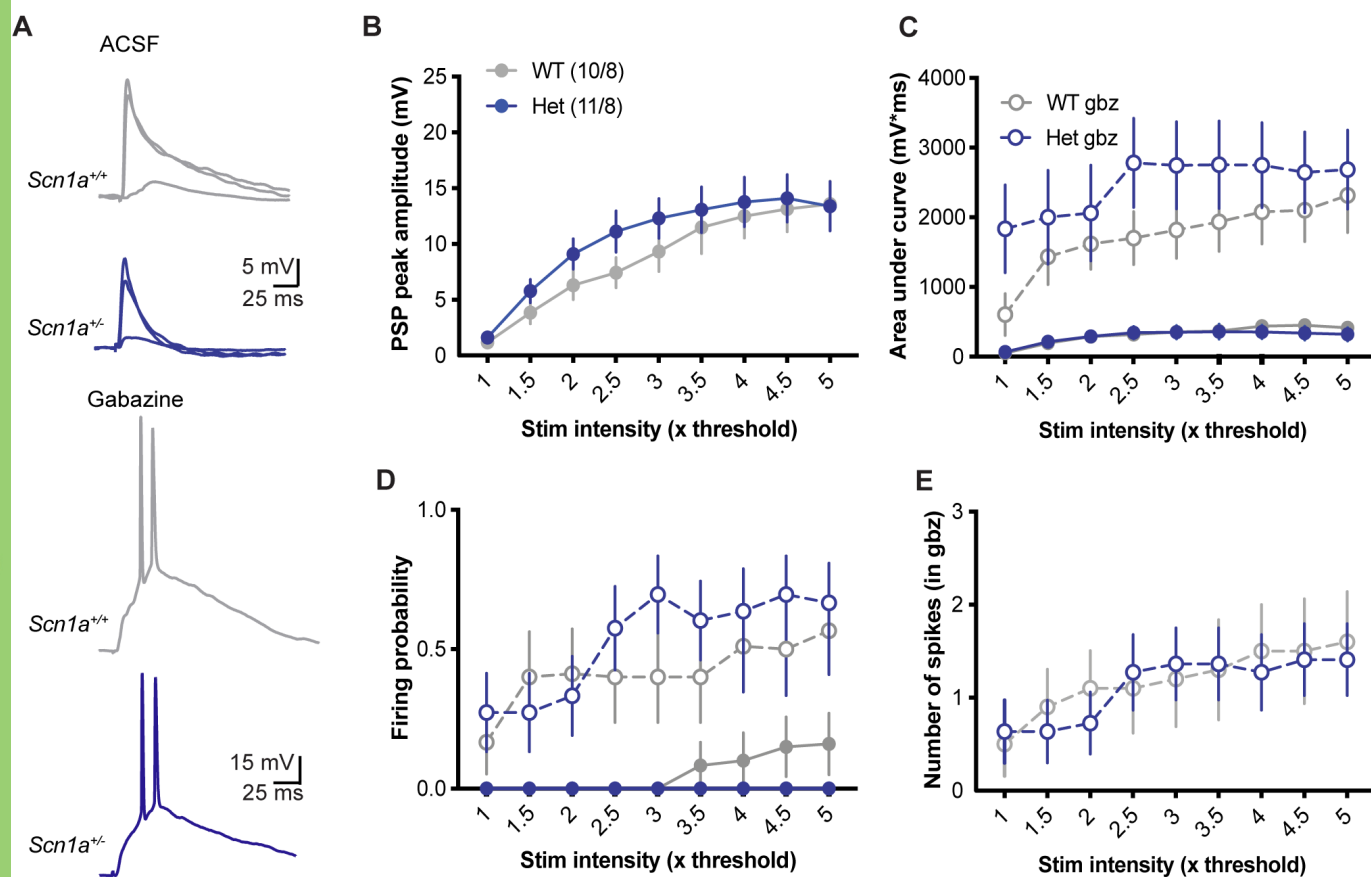 A
ACSF
Scn1a+/+
Scn1a+/-
5 mV
25 ms
Gabazine
Scn1a+/+
Scn1a+/-
15 mV
25 ms
B
WT (10/8)
Het (11/8)
PSP peak amplitude (mV)
25
20
15
10
5
0
1 1.5 2 2.5 3 3.5 4 4.5 5
Stim intensity (x threshold)
C
WT gbz
Het gbz
Area under curve (mV*ms)
4000
3000
2000
1000
0
1 1.5 2 2.5 3 3.5 4 4.5 5
Stim intensity (x threshold)
D
Firing probability
1.0
0.5
0.0
1 1.5 2 2.5 3 3.5 4 4.5 5
Stim intensity (x threshold)
E
Number of spikes (in gbz)
3
2
1
0
1 1.5 2 2.5 3 3.5 4 4.5 5
Stim intensity (x threshold)